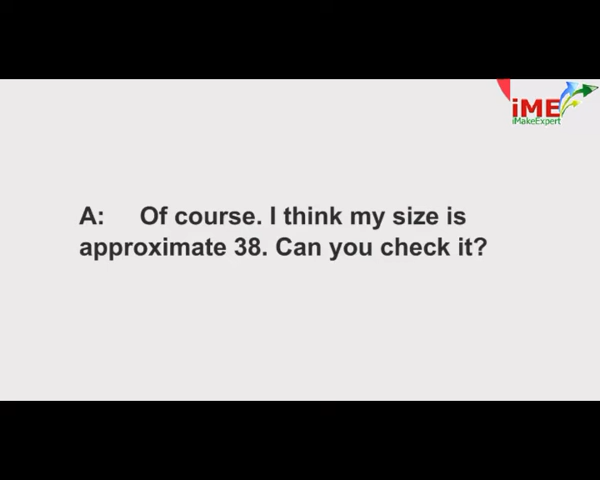 iME
iMakeExpert
A: Of course. I think my size is
approximate 38. Can you check it?